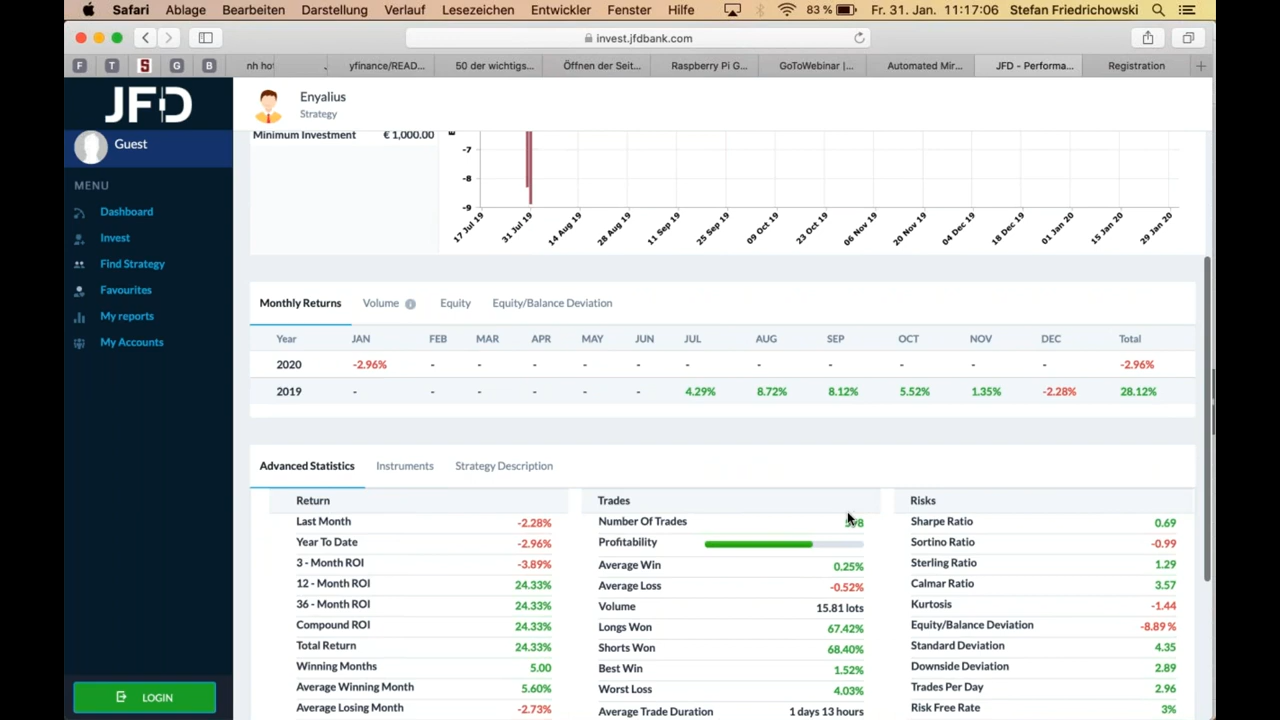 Safari Ablage Bearbeiten Darstellung Verlauf Lesezeichen Entwickler Fenster Hilfe 83 % Fr. 31. Jan. 11:17:06 Stefan Friedrichowski
invest.jfdbank.com
F T S G B yfinance/READ... 50 der wichtigs... Öffnen der Seit... Raspberry Pi G... GoToWebinar |... Automated Mir... JFD - Performa... Registration
JFD
Enyalius
Strategy
Guest
MENU
Dashboard
Invest
Find Strategy
Favourites
My reports
My Accounts
LOGIN
Minimum Investment € 1,000.00
-7
-8
-9
17 Jul 19 31 Jul 19 14 Aug 19 28 Aug 19 11 Sep 19 25 Sep 19 09 Oct 19 23 Oct 19 06 Nov 19 20 Nov 19 04 Dec 19 18 Dec 19 01 Jan 20 15 Jan 20 29 Jan 20
Monthly Returns Volume Equity Equity/Balance Deviation
Year JAN FEB MAR APR MAY JUN JUL AUG SEP OCT NOV DEC Total
2020 -2.96% - - - - - - - - - - - -2.96%
2019 - - - - - - 4.29% 8.72% 8.12% 5.52% 1.35% -2.28% 28.12%
Advanced Statistics Instruments Strategy Description
Return
Last Month -2.28%
Year To Date -2.96%
3 - Month ROI -3.89%
12 - Month ROI 24.33%
36 - Month ROI 24.33%
Compound ROI 24.33%
Total Return 24.33%
Winning Months 5.00
Average Winning Month 5.60%
Average Losing Month -2.73%
Trades
Number Of Trades
Profitability
Average Win 0.25%
Average Loss -0.52%
Volume 15.81 lots
Longs Won 67.42%
Shorts Won 68.40%
Best Win 1.52%
Worst Loss 4.03%
Average Trade Duration 1 days 13 hours
Risks
Sharpe Ratio 0.69
Sortino Ratio -0.99
Sterling Ratio 1.29
Calmar Ratio 3.57
Kurtosis -1.44
Equity/Balance Deviation -8.89 %
Standard Deviation 4.35
Downside Deviation 2.89
Trades Per Day 2.96
Risk Free Rate 3%